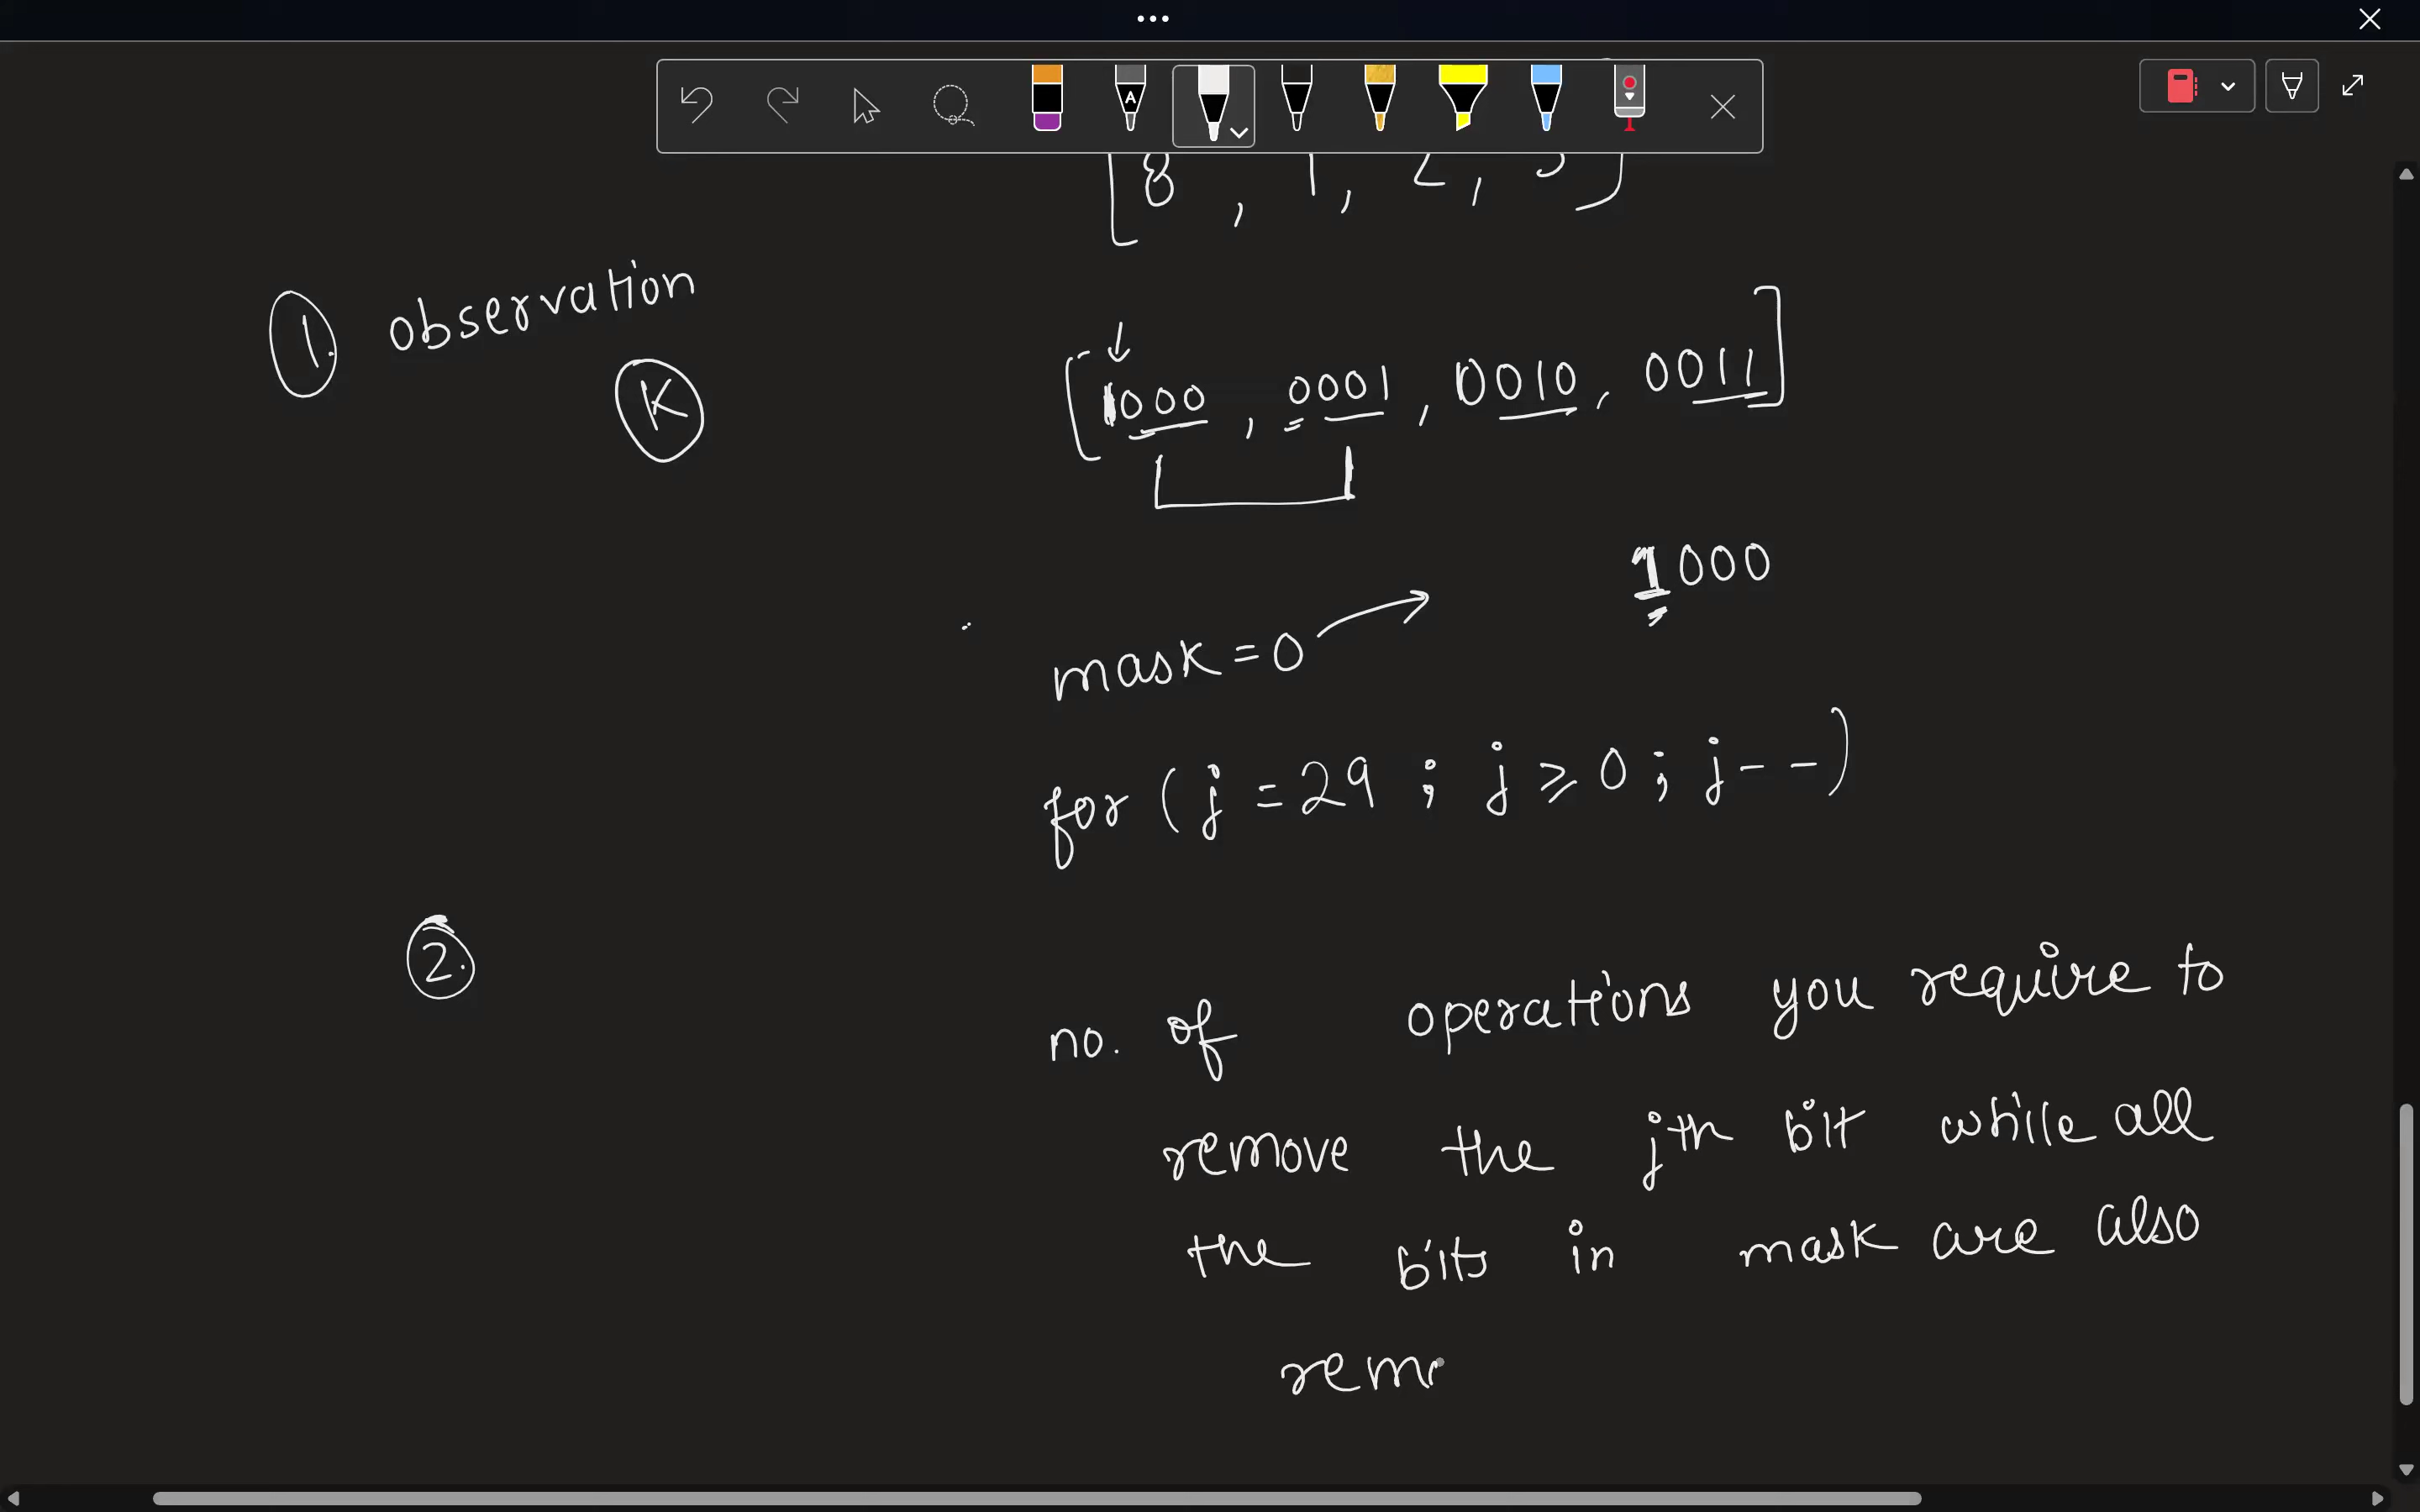 [8, 1, 2, 3]
1. observation
K
[1000, 0001, 0010, 0011]
1000
mask = 0
for (j = 29 ; j ≥ 0 ; j--)
2.
no. of operations you require to
remove the jth bit while all
the bits in mask are also
rem